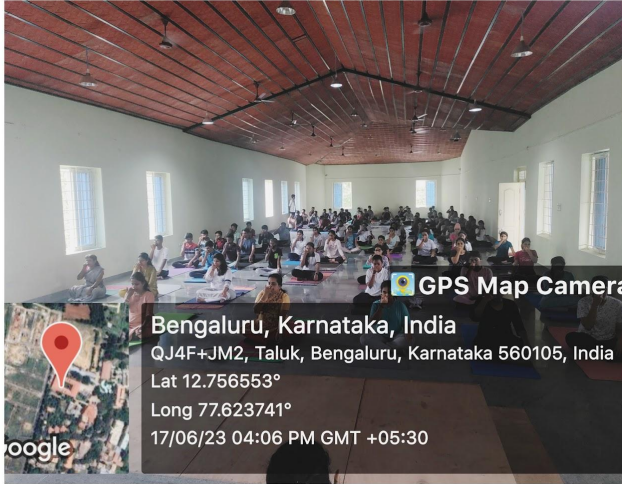 GPS Map Camera
Bengaluru, Karnataka, India
QJ4F+JM2, Taluk, Bengaluru, Karnataka 560105, India
Lat 12.756553°
Long 77.623741°
17/06/23 04:06 PM GMT +05:30
Google